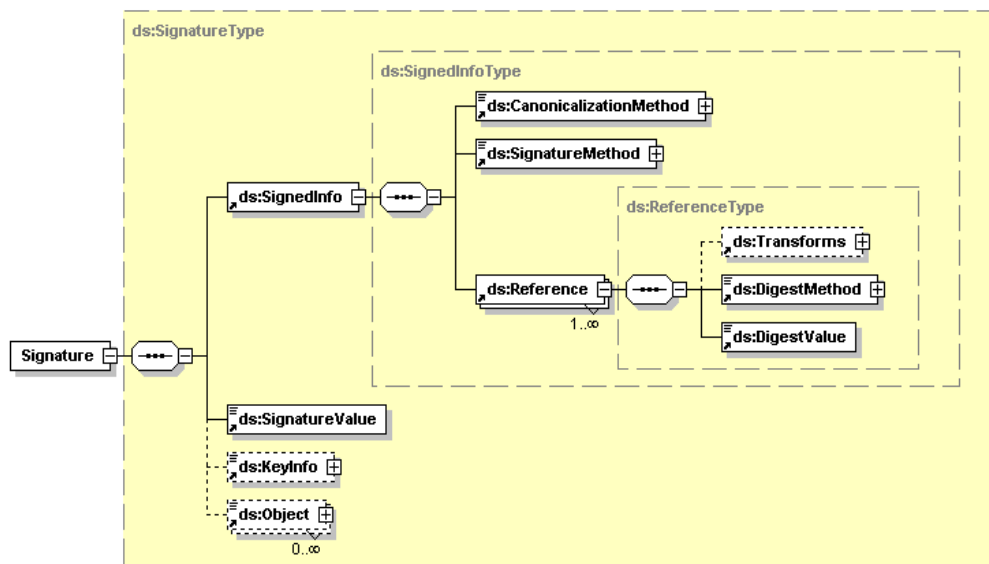 ds:SignatureType
ds:SignedInfoType
ds:CanonicalizationMethod
ds:SignatureMethod
ds:SignedInfo
ds:ReferenceType
ds:Transforms
ds:Reference
ds:DigestMethod
1..∞
ds:DigestValue
Signature
ds:SignatureValue
ds:KeyInfo
ds:Object
0..∞